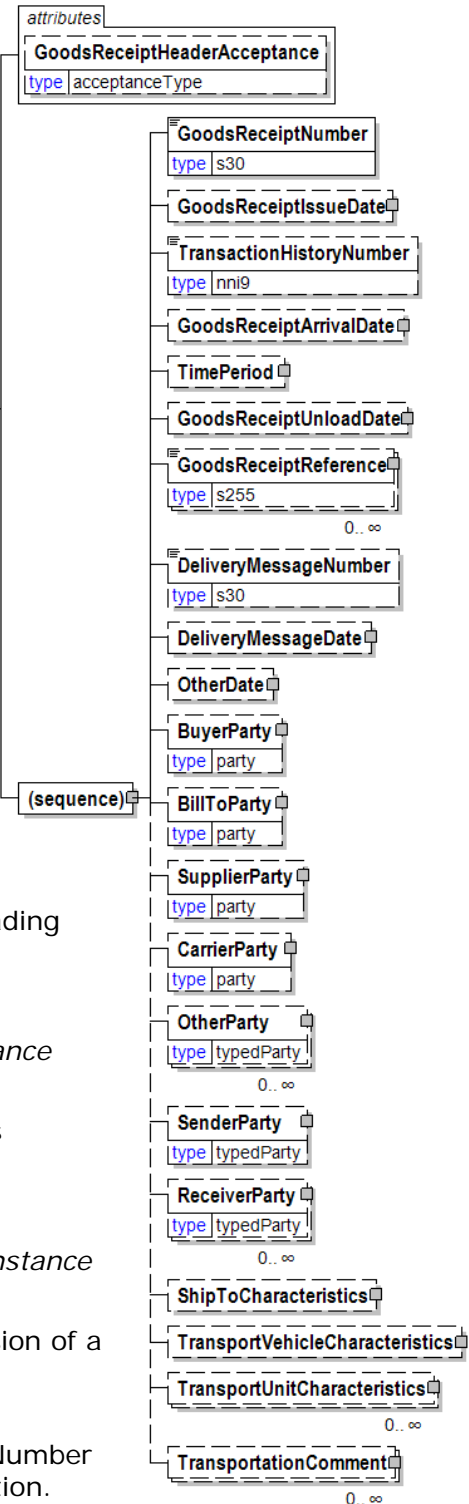 attributes
GoodsReceiptHeaderAcceptance
type acceptanceType
GoodsReceiptNumber
type s30
GoodsReceiptIssueDate
TransactionHistoryNumber
type nni9
GoodsReceiptArrivalDate
TimePeriod
GoodsReceiptUnloadDate
GoodsReceiptReference
type s255
0..∞
DeliveryMessageNumber
type s30
DeliveryMessageDate
OtherDate
BuyerParty
type party
(sequence)
BillToParty
type party
SupplierParty
type party
CarrierParty
type party
OtherParty
type typedParty
0..∞
SenderParty
type typedParty
ReceiverParty
type typedParty
0..∞
ShipToCharacteristics
TransportVehicleCharacteristics
TransportUnitCharacteristics
0..∞
TransportationComment
0..∞